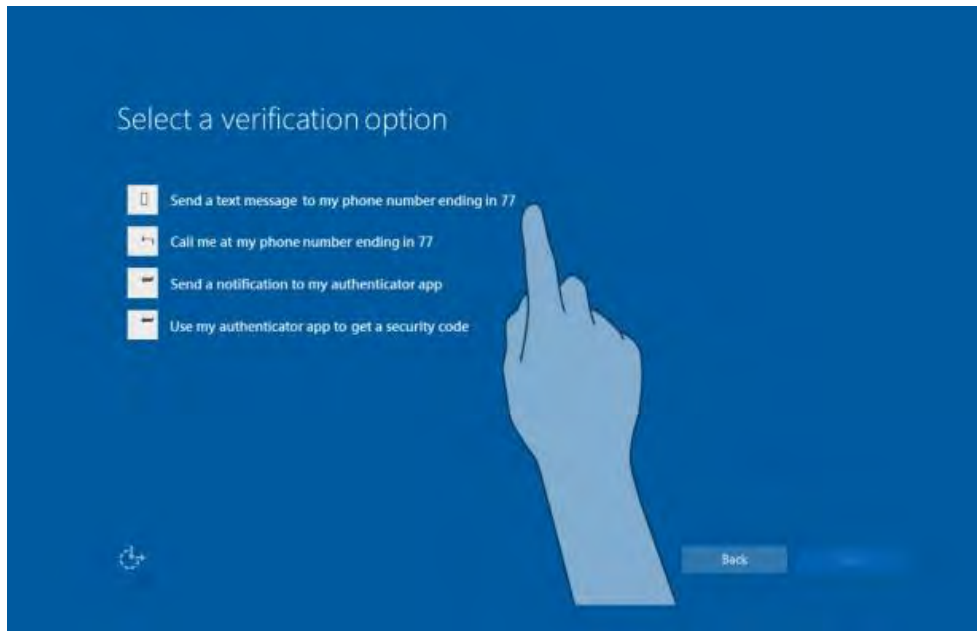 Select a verification option
Send a text message to my phone number ending in 77
Call me at my phone number ending in 77
Send a notification to my authenticator app
Use my authenticator app to get a security code
Back